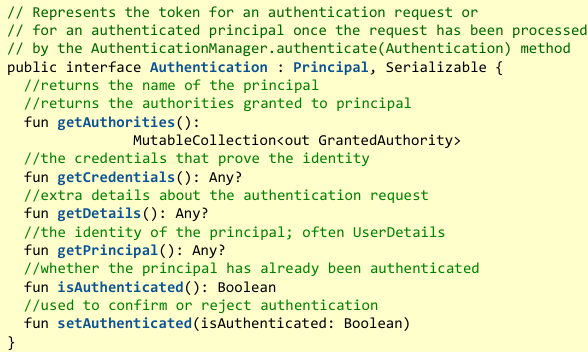 // Represents the token for an authentication request or
// for an authenticated principal once the request has been processed
// by the AuthenticationManager.authenticate(Authentication) method
public interface Authentication : Principal, Serializable {
//returns the name of the principal
//returns the authorities granted to principal
fun getAuthorities():
MutableCollection<out GrantedAuthority>
//the credentials that prove the identity
fun getCredentials(): Any?
//extra details about the authentication request
fun getDetails(): Any?
//the identity of the principal; often UserDetails
fun getPrincipal(): Any?
//whether the principal has already been authenticated
fun isAuthenticated(): Boolean
//used to confirm or reject authentication
fun setAuthenticated(isAuthenticated: Boolean)
}